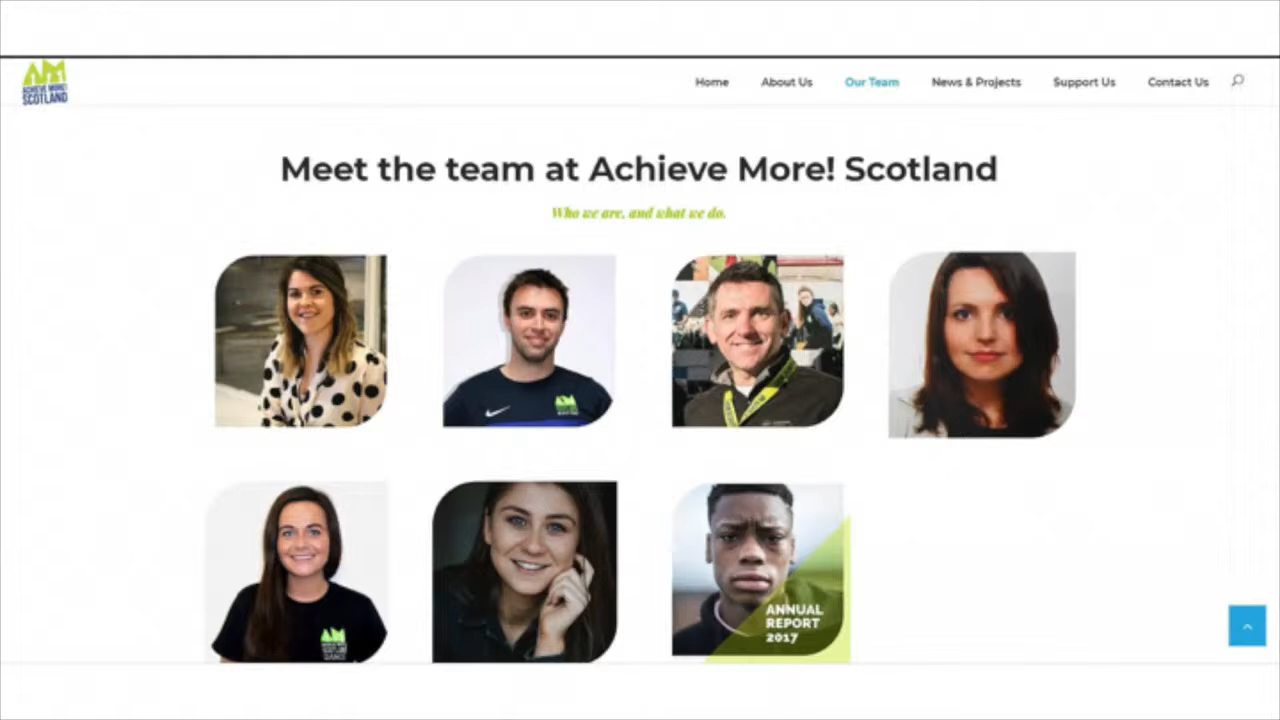 ACHIEVE MORE!
SCOTLAND
Home
About Us
Our Team
News & Projects
Support Us
Contact Us
Meet the team at Achieve More! Scotland
Who we are, and what we do.
ANNUAL
REPORT
2017